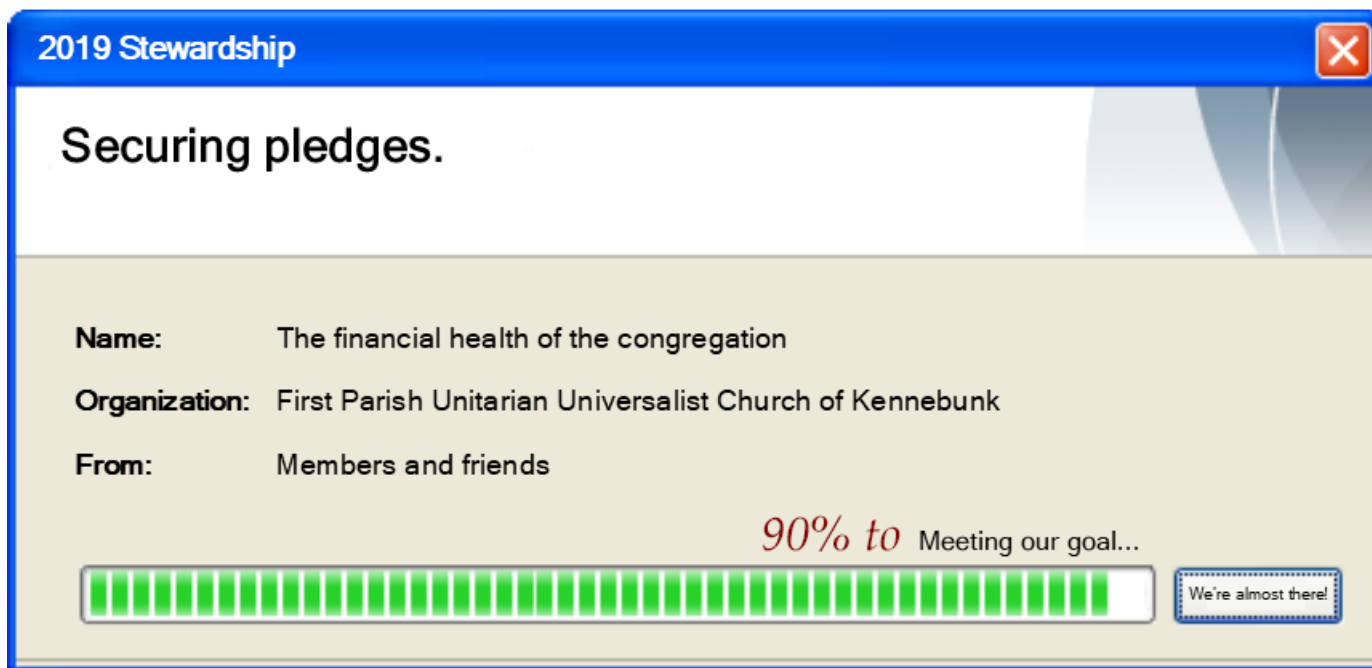 2019 Stewardship
Securing pledges.
Name: The financial health of the congregation
Organization: First Parish Unitarian Universalist Church of Kennebunk
From: Members and friends
90% to Meeting our goal...
We're almost there!